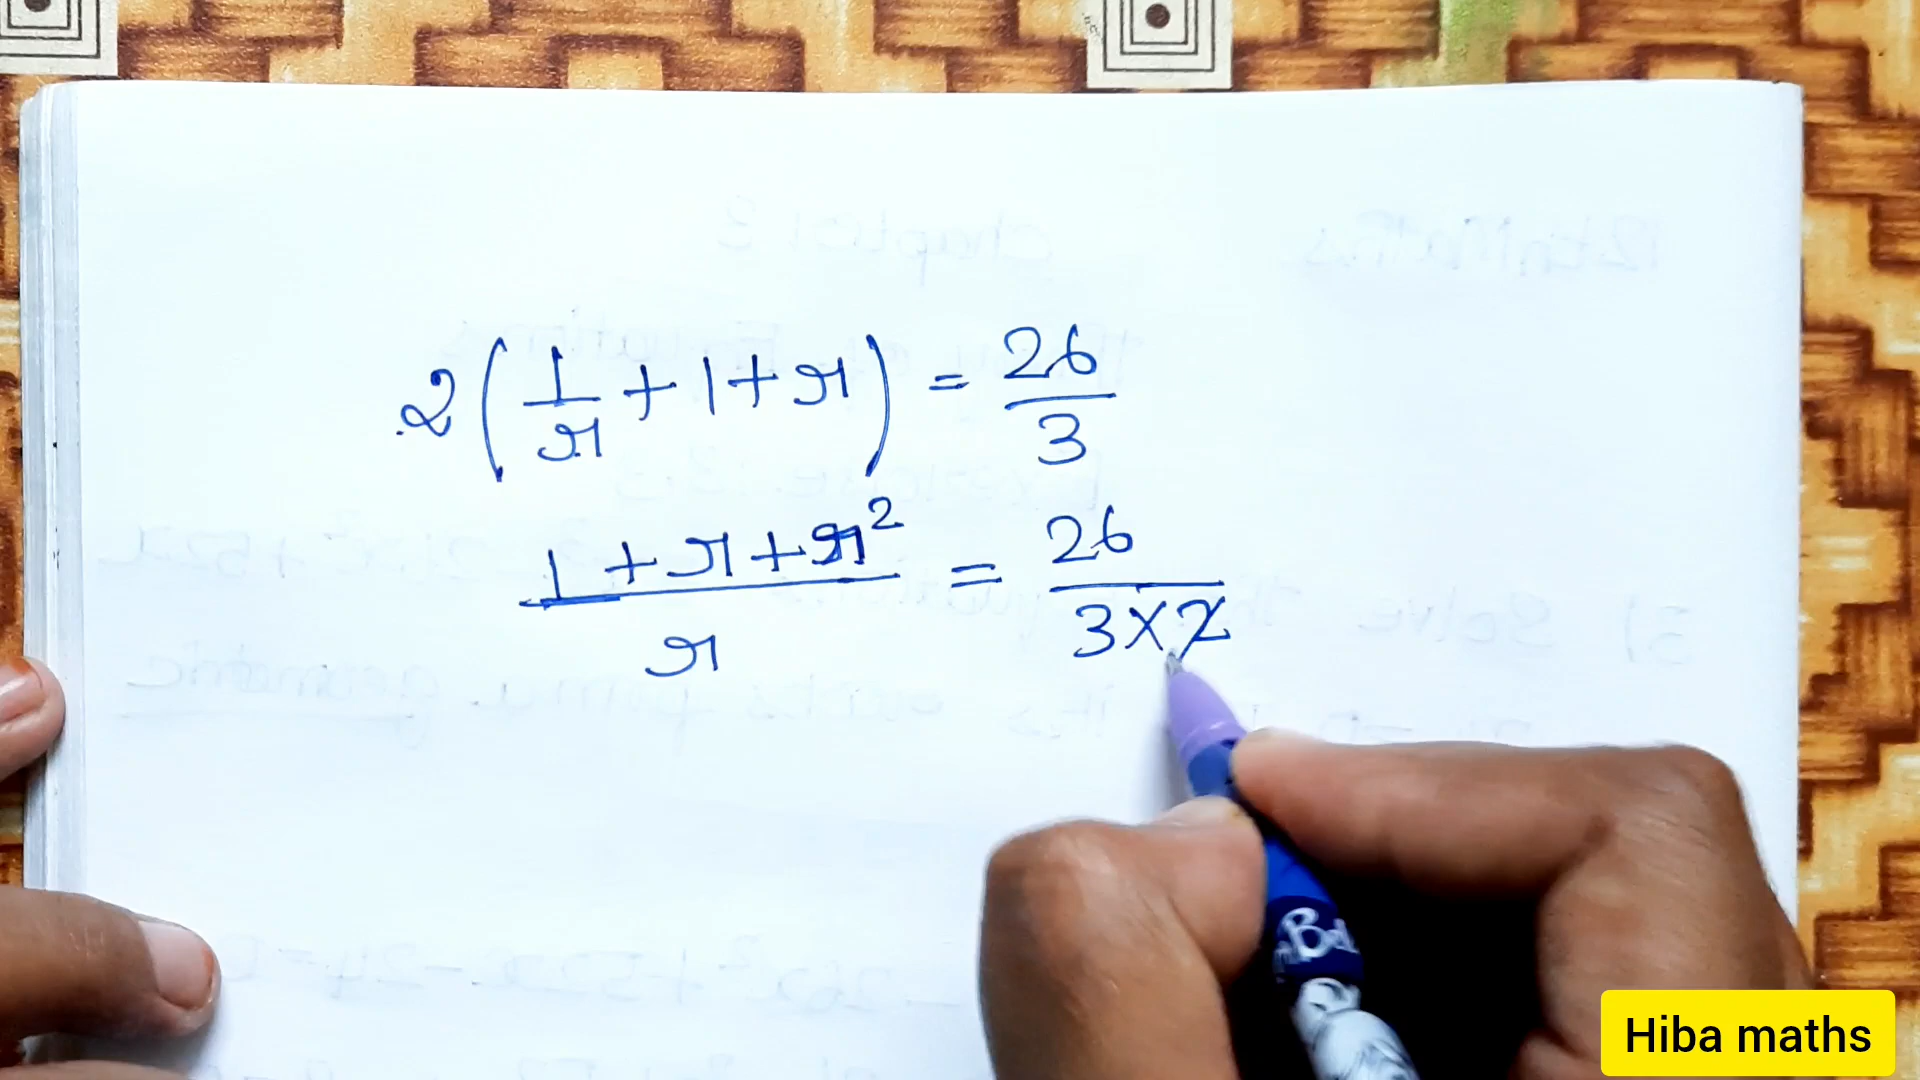 2(1/r + 1 + r) = 26/3
1 + r + r² / r = 26 / 3×2
Hiba maths